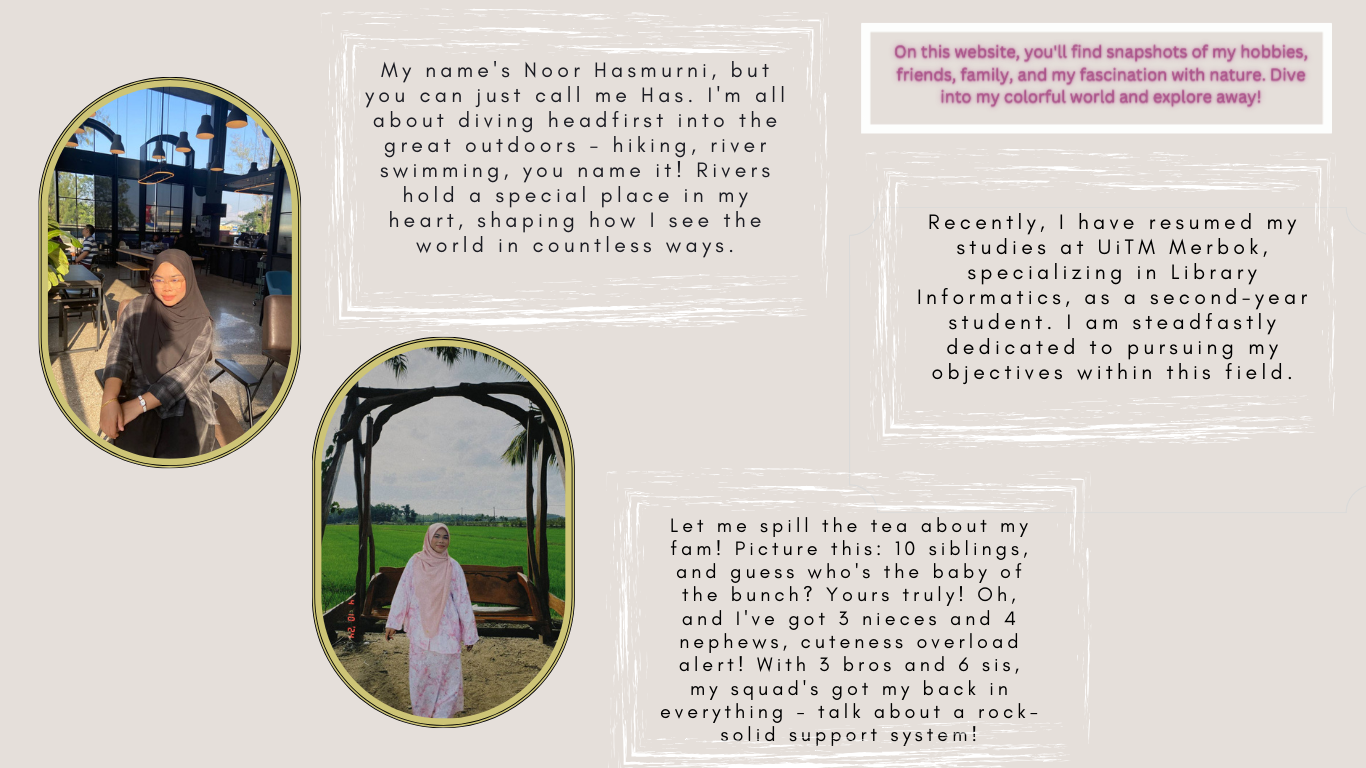 My name's Noor Hasmurni, but
you can just call me Has. I'm all
about diving headfirst into the
great outdoors - hiking, river
swimming, you name it! Rivers
hold a special place in my
heart, shaping how I see the
world in countless ways.
On this website, you'll find snapshots of my hobbies,
friends, family, and my fascination with nature. Dive
into my colorful world and explore away!
Recently, I have resumed my
studies at UiTM Merbok,
specializing in Library
Informatics, as a second-year
student. I am steadfastly
dedicated to pursuing my
objectives within this field.
Let me spill the tea about my
fam! Picture this: 10 siblings,
and guess who's the baby of
the bunch? Yours truly! Oh,
and I've got 3 nieces and 4
nephews, cuteness overload
alert! With 3 bros and 6 sis,
my squad's got my back in
everything - talk about a rock-
solid support system!